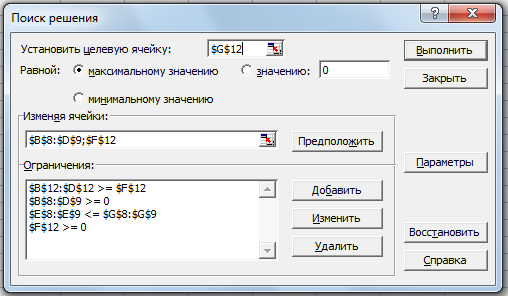 Поиск решения
Установить целевую ячейку: $G$12 Выполнить
Равной: максимальному значению значению: 0 Закрыть
минимальному значению
Изменяя ячейки:
$B$8:$D$9;$F$12 Предположить
Ограничения: Параметры
$B$12:$D$12 >= $F$12 Добавить
$B$8:$D$9 >= 0
$E$8:$E$9 <= $G$8:$G$9 Изменить
$F$12 >= 0 Восстановить
Удалить Справка